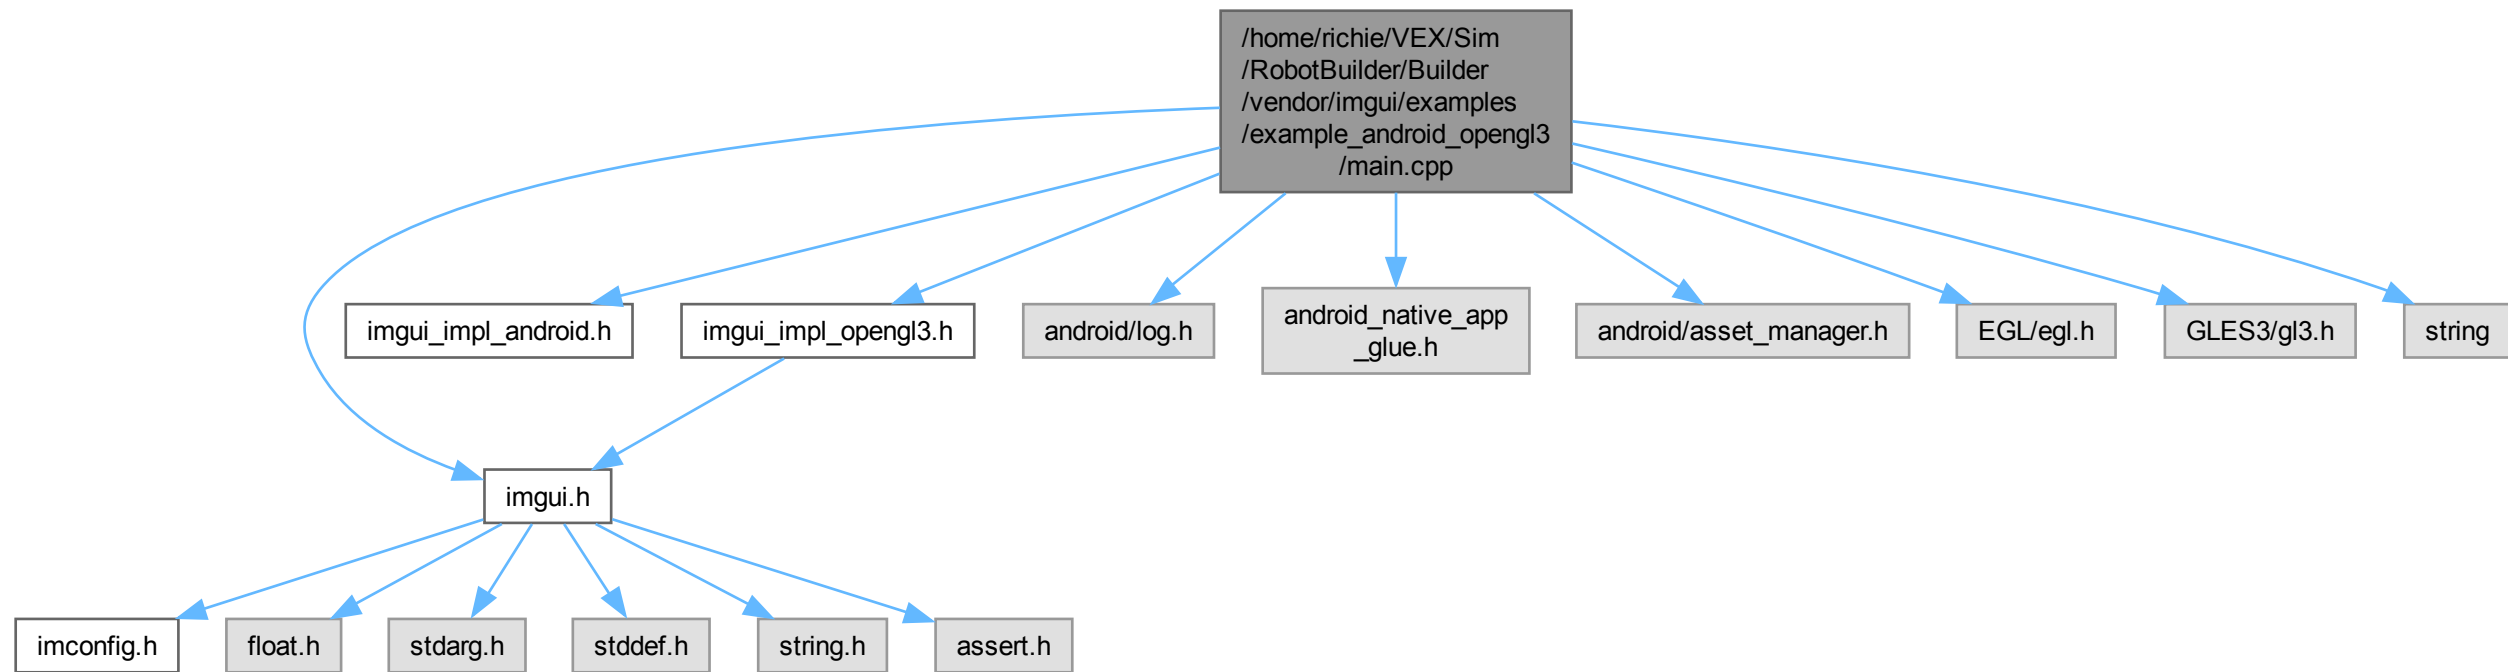 /home/richie/VEX/Sim
/RobotBuilder/Builder
/vendor/imgui/examples
/example_android_opengl3
/main.cpp
imgui_impl_android.h
imgui_impl_opengl3.h
android/log.h
android_native_app
_glue.h
android/asset_manager.h
EGL/egl.h
GLES3/gl3.h
string
imgui.h
imconfig.h
float.h
stdarg.h
stddef.h
string.h
assert.h